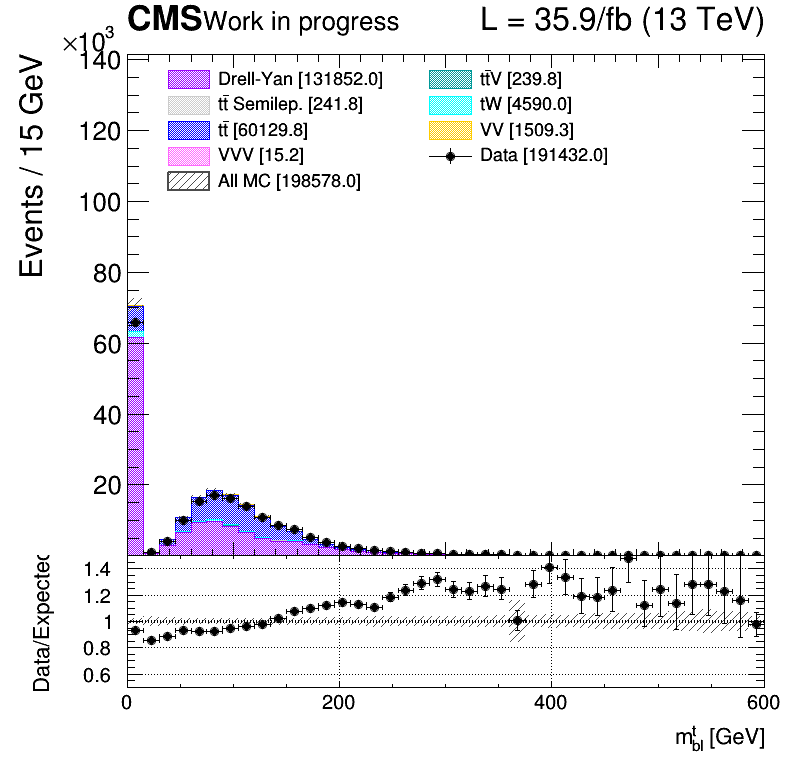 CMS Work in progress L = 35.9/fb (13 TeV)
×10³
Events / 15 GeV
140
120
100
80
60
40
20
Drell-Yan [131852.0]
tt̄ Semilep. [241.8]
tt̄ [60129.8]
VVV [15.2]
All MC [198578.0]
tt̄V [239.8]
tW [4590.0]
VV [1509.3]
Data [191432.0]
Data/Expected
1.4
1.2
1
0.8
0.6
0 200 400 600
m^t_bl [GeV]